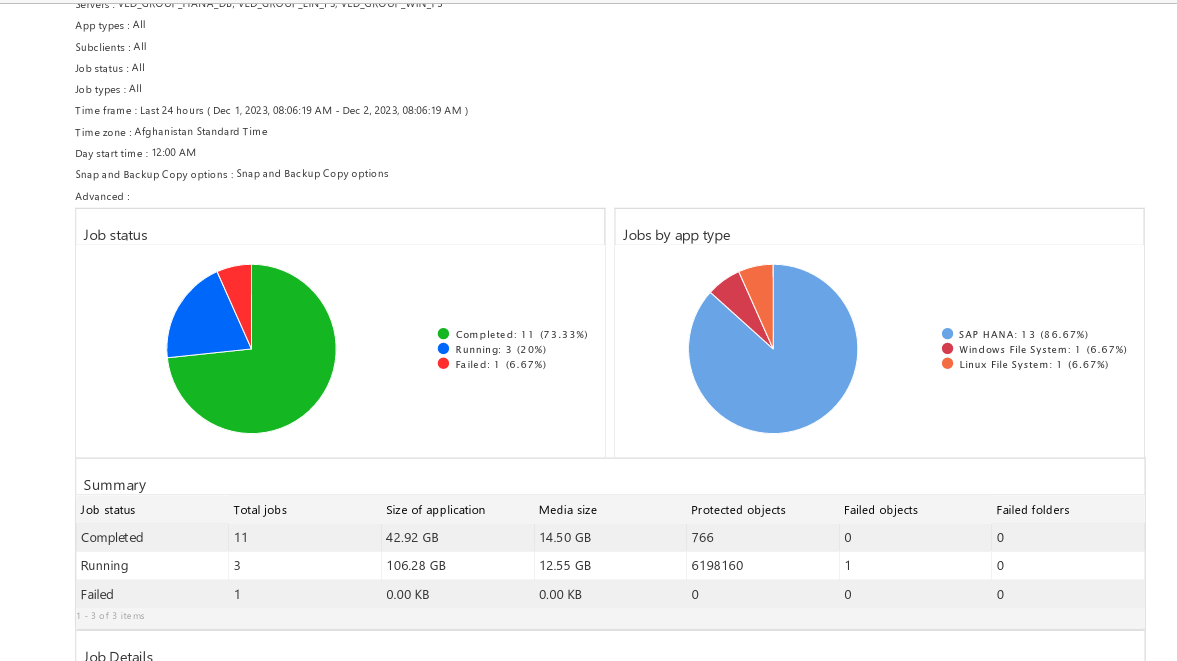 Servers : VED_GROUP_HANA_DB, VED_GROUP_LIN_FS, VED_GROUP_WIN_FS
App types : All
Subclients : All
Job status : All
Job types : All
Time frame : Last 24 hours ( Dec 1, 2023, 08:06:19 AM - Dec 2, 2023, 08:06:19 AM )
Time zone : Afghanistan Standard Time
Day start time : 12:00 AM
Snap and Backup Copy options : Snap and Backup Copy options
Advanced :
Job status
Completed: 11 (73.33%)
Running: 3 (20%)
Failed: 1 (6.67%)
Jobs by app type
SAP HANA: 13 (86.67%)
Windows File System: 1 (6.67%)
Linux File System: 1 (6.67%)
Summary
Job status Total jobs Size of application Media size Protected objects Failed objects Failed folders
Completed 11 42.92 GB 14.50 GB 766 0 0
Running 3 106.28 GB 12.55 GB 6198160 1 0
Failed 1 0.00 KB 0.00 KB 0 0 0
1 - 3 of 3 items
Job Details